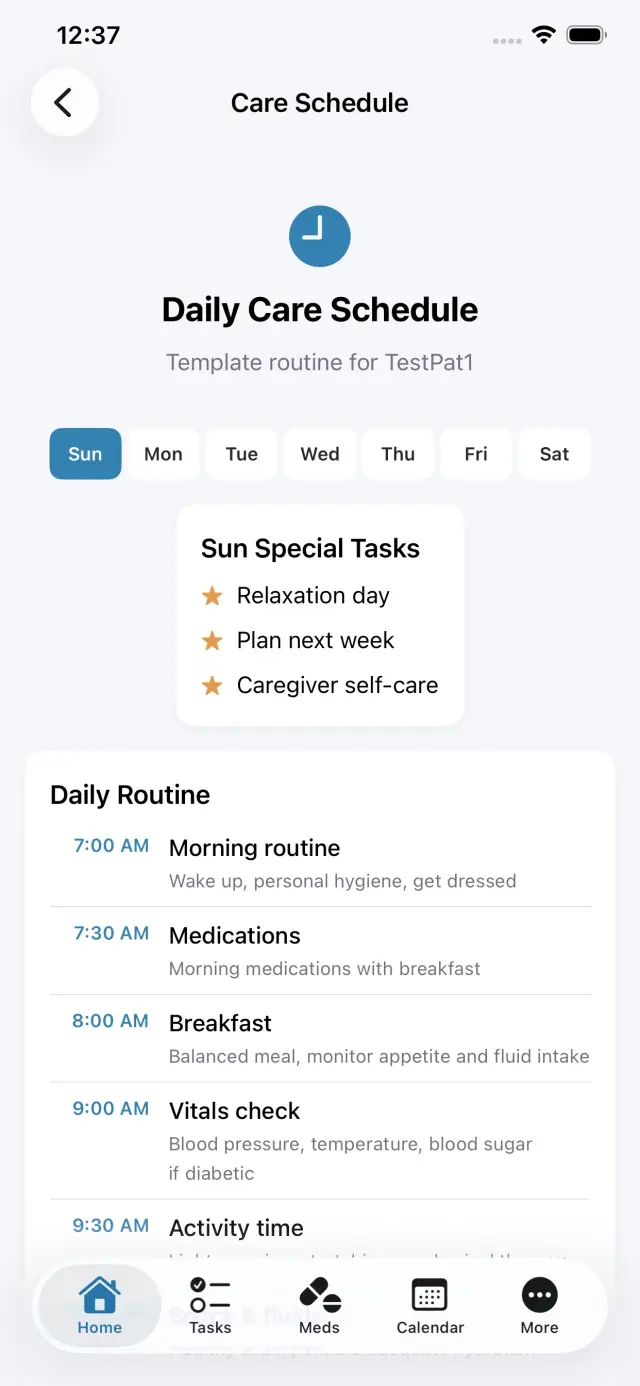 12:37
Care Schedule
Daily Care Schedule
Template routine for TestPat1
Sun Mon Tue Wed Thu Fri Sat
Sun Special Tasks
Relaxation day
Plan next week
Caregiver self-care
Daily Routine
7:00 AM Morning routine
Wake up, personal hygiene, get dressed
7:30 AM Medications
Morning medications with breakfast
8:00 AM Breakfast
Balanced meal, monitor appetite and fluid intake
9:00 AM Vitals check
Blood pressure, temperature, blood sugar
if diabetic
9:30 AM Activity time
Home Tasks Meds Calendar More